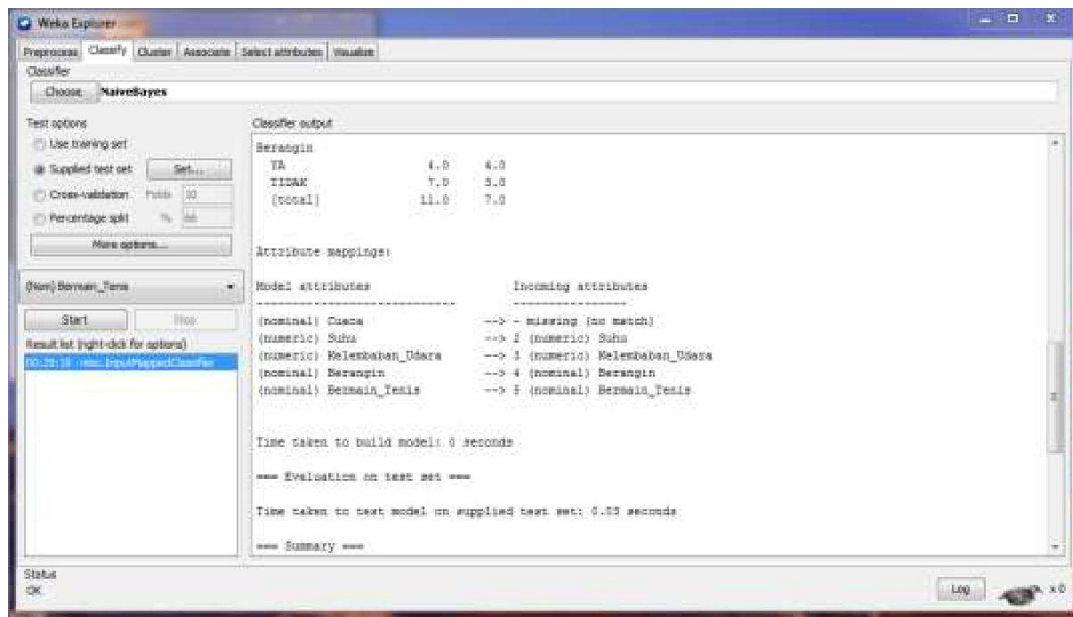 Weka Explorer
Preprocess Classify Cluster Associate Select attributes Visualize
Classifier
Choose NaiveBayes
Test options
Use training set
Supplied test set Set...
Cross-validation Folds 10
Percentage split % 66
More options...
(Nom) Bermain_Tenis
Start Stop
Result list (right-click for options)
misc.InputMappedClassifier
Classifier output
Berangin
YA 4.0 4.0
TIDAK 7.0
[total] 11.0 7.0
Attribute mappings:
Model attributes Incoming attributes
----------------------------- ----------------
(nominal) Cuaca --> - missing (no match)
(numeric) Suhu --> 2 (numeric) Suhu
(numeric) Kelembaban_Udara --> 3 (numeric) Kelembaban_Udara
(nominal) Berangin --> 4 (nominal) Berangin
(nominal) Bermain_Tenis --> 5 (nominal) Bermain_Tenis
Time taken to build model: 0 seconds
=== Evaluation on test set ===
Time taken to test model on supplied test set: seconds
=== Summary ===
Status
OK
Log x 0